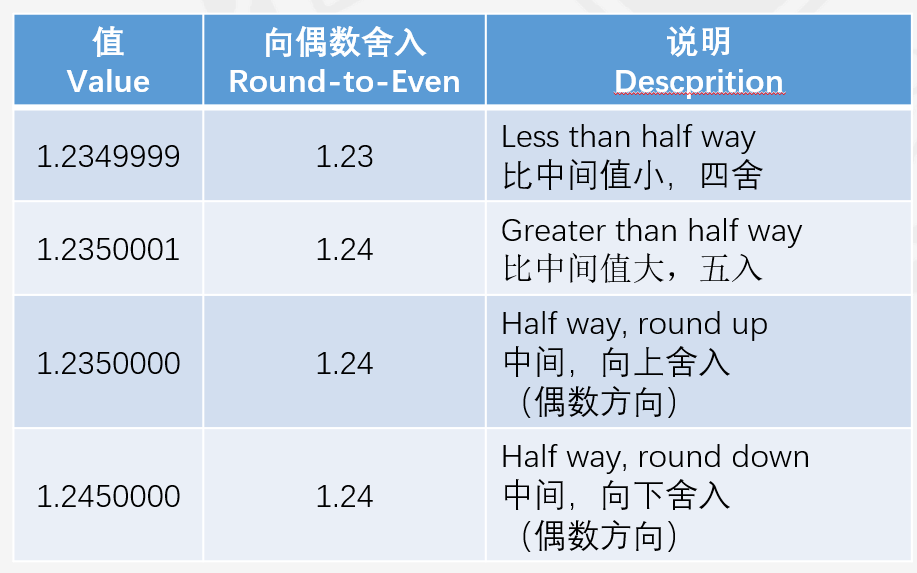 值
Value
向偶数舍入
Round-to-Even
说明
Descprition
1.2349999
1.23
Less than half way
比中间值小，四舍
1.2350001
1.24
Greater than half way
比中间值大，五入
1.2350000
1.24
Half way, round up
中间，向上舍入
（偶数方向）
1.2450000
1.24
Half way, round down
中间，向下舍入
（偶数方向）